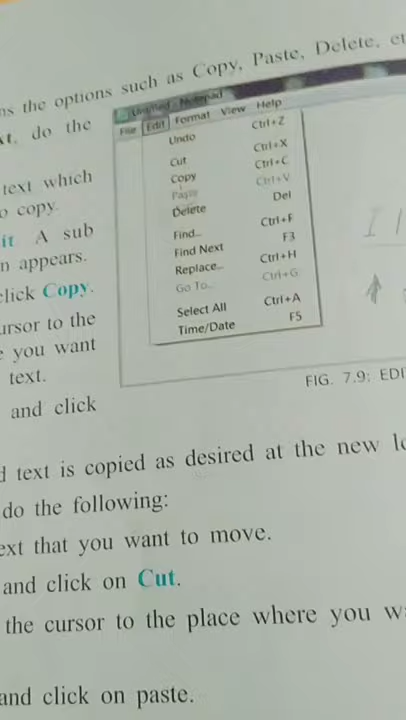 ns the options such as Copy, Paste, Delete, et
xt, do the
text which
o copy.
it A sub
n appears.
click Copy.
ursor to the
e you want
text.
and click
Untitled - Notepad
File Edit Format View Help
Undo Ctrl+Z
Cut Ctrl+X
Copy Ctrl+C
Paste Ctrl+V
Delete Del
Find... Ctrl+F
Find Next F3
Replace... Ctrl+H
Go To... Ctrl+G
Select All Ctrl+A
Time/Date F5
FIG. 7.9: EDI
d text is copied as desired at the new lo
do the following:
ext that you want to move.
and click on Cut.
the cursor to the place where you wa
and click on paste.